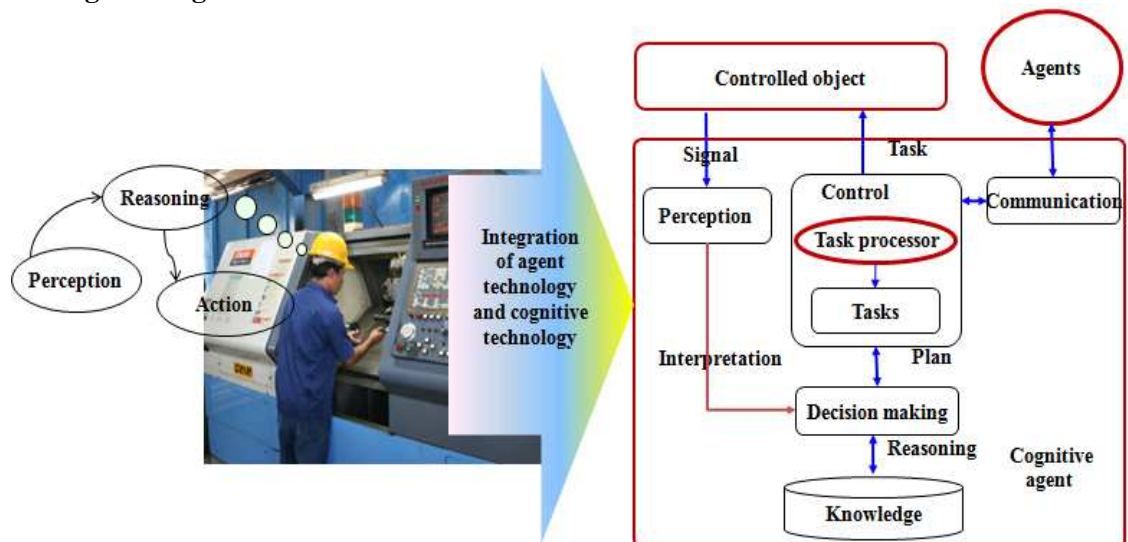 Reasoning
Perception
Action
Integration
of agent
technology
and cognitive
technology
Controlled object
Agents
Signal
Task
Perception
Control
Communication
Task processor
Tasks
Interpretation
Plan
Decision making
Reasoning
Cognitive
agent
Knowledge